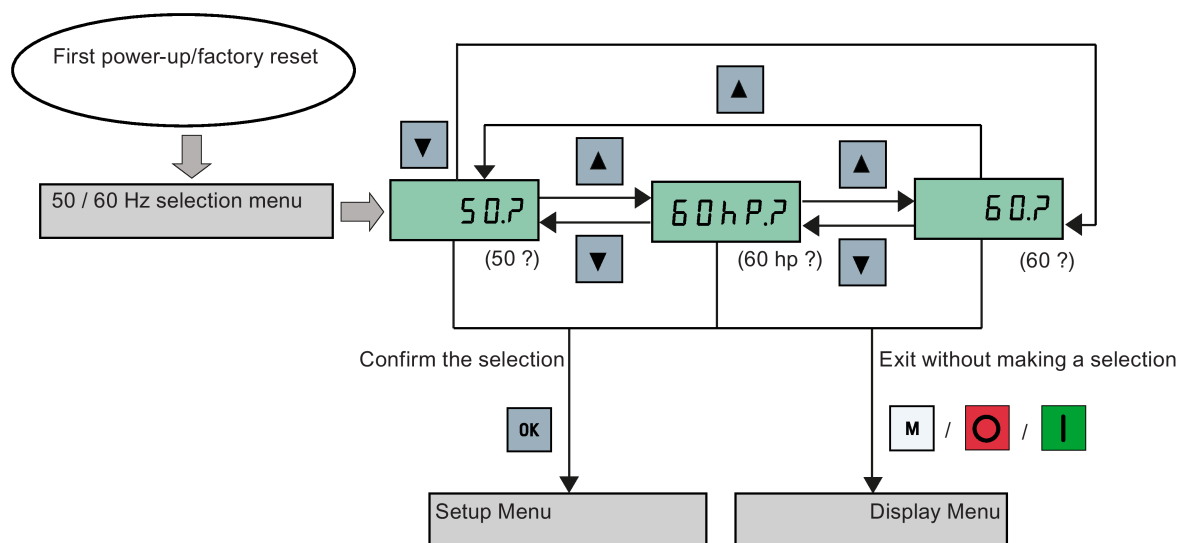 First power-up/factory reset
50 / 60 Hz selection menu
50.?
60hP.?
60.?
(50 ?)
(60 hp ?)
(60 ?)
Confirm the selection
Exit without making a selection
OK
M / /
Setup Menu
Display Menu